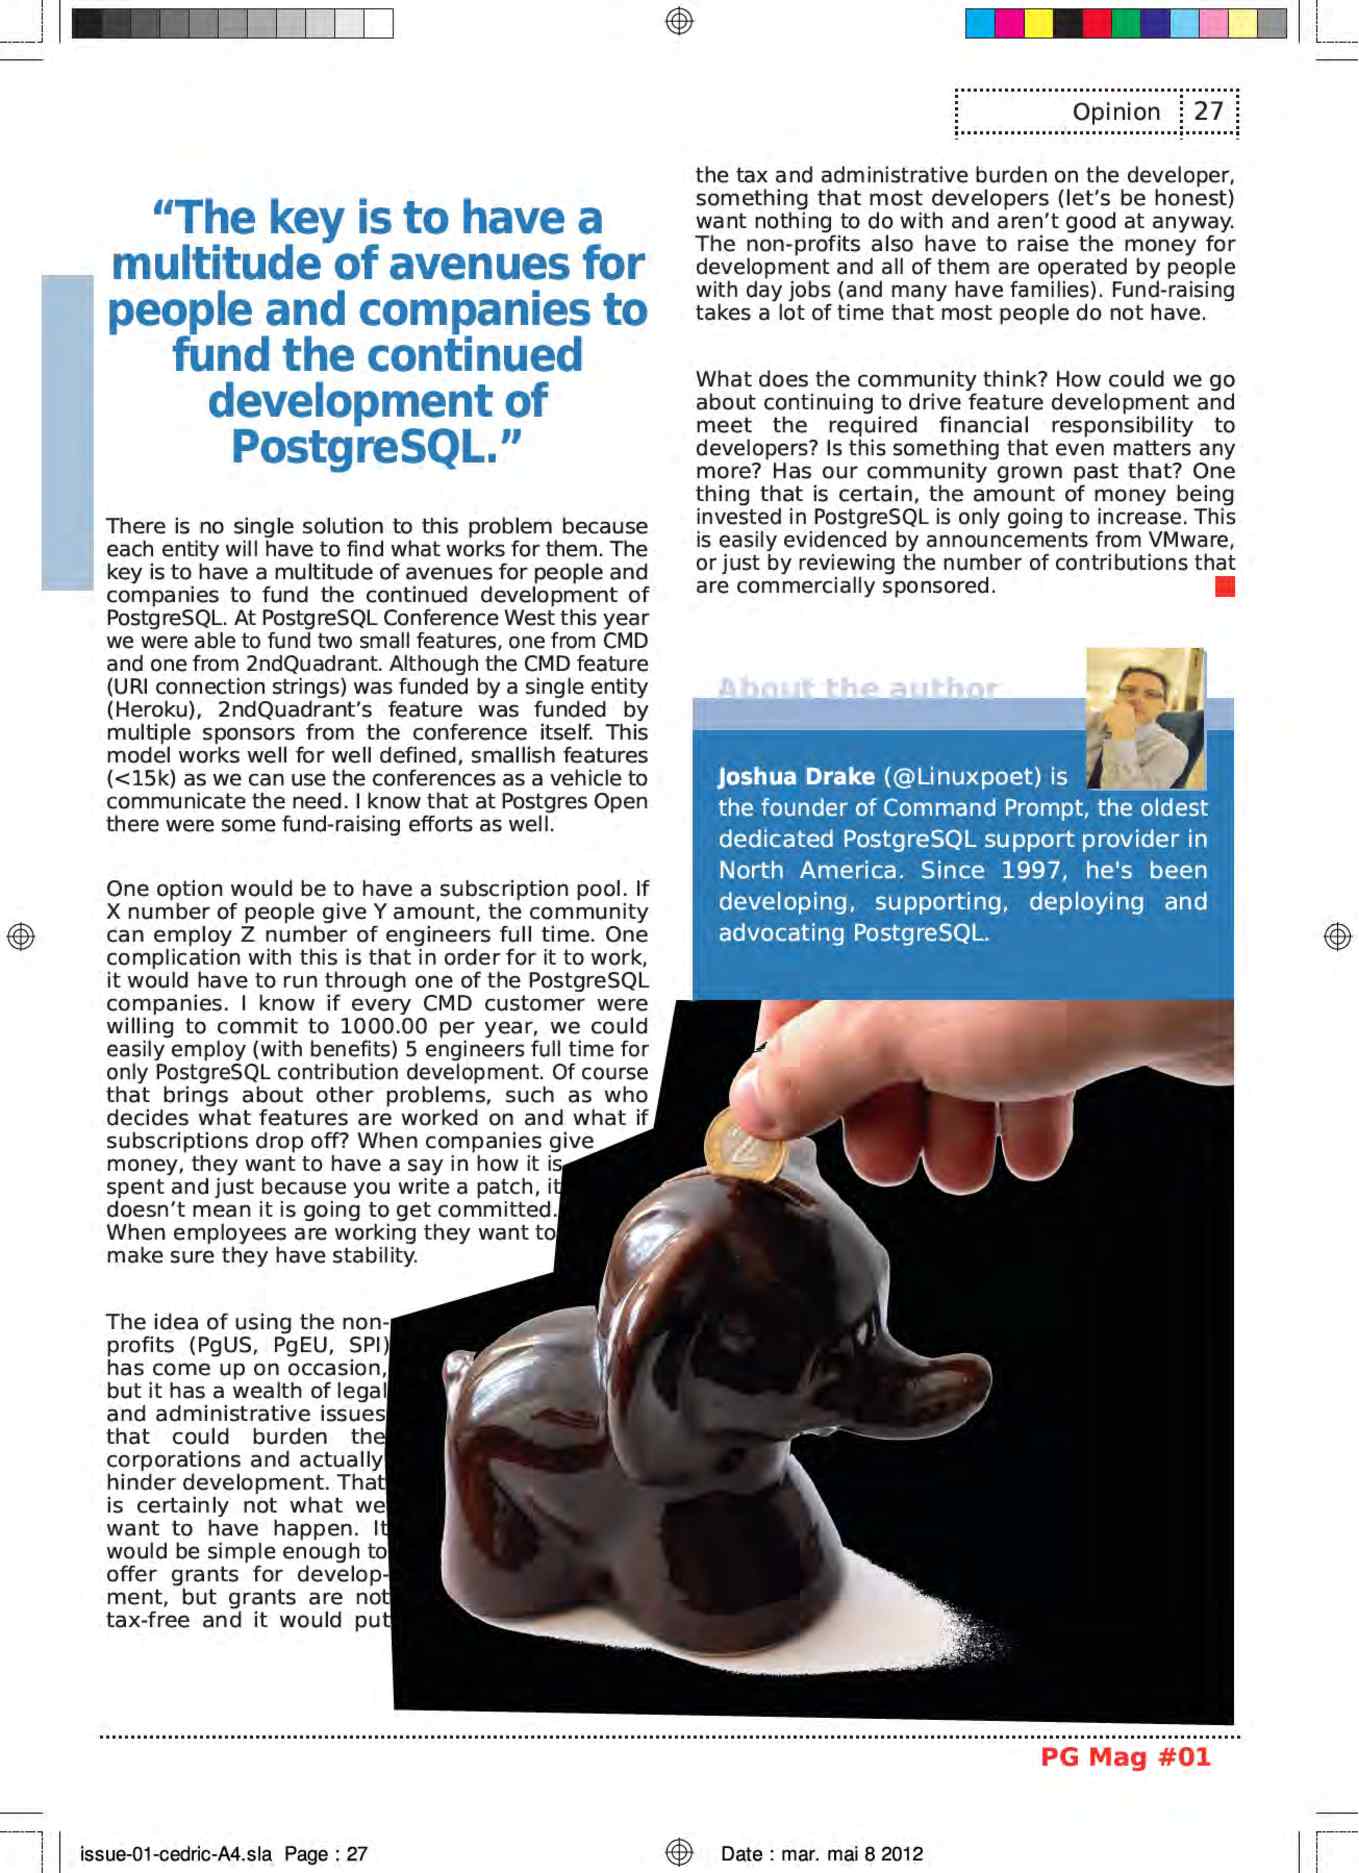 Opinion 27
“The key is to have a
multitude of avenues for
people and companies to
fund the continued
development of
PostgreSQL.”
There is no single solution to this problem because
each entity will have to find what works for them. The
key is to have a multitude of avenues for people and
companies to fund the continued development of
PostgreSQL. At PostgreSQL Conference West this year
we were able to fund two small features, one from CMD
and one from 2ndQuadrant. Although the CMD feature
(URI connection strings) was funded by a single entity
(Heroku), 2ndQuadrant’s feature was funded by
multiple sponsors from the conference itself. This
model works well for well defined, smallish features
(<15k) as we can use the conferences as a vehicle to
communicate the need. I know that at Postgres Open
there were some fund-raising efforts as well.
One option would be to have a subscription pool. If
X number of people give Y amount, the community
can employ Z number of engineers full time. One
complication with this is that in order for it to work,
it would have to run through one of the PostgreSQL
companies. I know if every CMD customer were
willing to commit to 1000.00 per year, we could
easily employ (with benefits) 5 engineers full time for
only PostgreSQL contribution development. Of course
that brings about other problems, such as who
decides what features are worked on and what if
subscriptions drop off? When companies give
money, they want to have a say in how it is
spent and just because you write a patch, it
doesn’t mean it is going to get committed.
When employees are working they want to
make sure they have stability.
The idea of using the non-
profits (PgUS, PgEU, SPI)
has come up on occasion,
but it has a wealth of legal
and administrative issues
that could burden the
corporations and actually
hinder development. That
is certainly not what we
want to have happen. It
would be simple enough to
offer grants for develop-
ment, but grants are not
tax-free and it would put
the tax and administrative burden on the developer,
something that most developers (let’s be honest)
want nothing to do with and aren’t good at anyway.
The non-profits also have to raise the money for
development and all of them are operated by people
with day jobs (and many have families). Fund-raising
takes a lot of time that most people do not have.
What does the community think? How could we go
about continuing to drive feature development and
meet the required financial responsibility to
developers? Is this something that even matters any
more? Has our community grown past that? One
thing that is certain, the amount of money being
invested in PostgreSQL is only going to increase. This
is easily evidenced by announcements from VMware,
or just by reviewing the number of contributions that
are commercially sponsored.
About the author
Joshua Drake (@Linuxpoet) is
the founder of Command Prompt, the oldest
dedicated PostgreSQL support provider in
North America. Since 1997, he's been
developing, supporting, deploying and
advocating PostgreSQL.
2
PG Mag #01
issue-01-cedric-A4.sla Page : 27
Date : mar. mai 8 2012